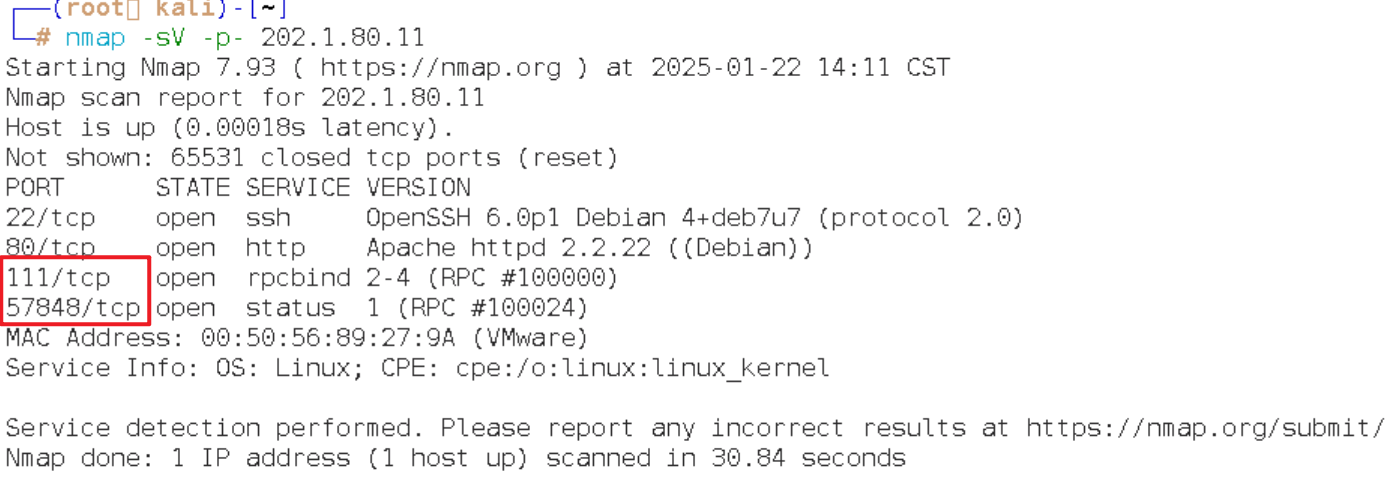 ┌──(root㉿ kali)-[~]
└─# nmap -sV -p- 202.1.80.11
Starting Nmap 7.93 ( https://nmap.org ) at 2025-01-22 14:11 CST
Nmap scan report for 202.1.80.11
Host is up (0.00018s latency).
Not shown: 65531 closed tcp ports (reset)
PORT      STATE SERVICE VERSION
22/tcp    open  ssh     OpenSSH 6.0p1 Debian 4+deb7u7 (protocol 2.0)
80/tcp    open  http    Apache httpd 2.2.22 ((Debian))
111/tcp   open  rpcbind 2-4 (RPC #100000)
57848/tcp open  status  1 (RPC #100024)
MAC Address: 00:50:56:89:27:9A (VMware)
Service Info: OS: Linux; CPE: cpe:/o:linux:linux_kernel
Service detection performed. Please report any incorrect results at https://nmap.org/submit/
Nmap done: 1 IP address (1 host up) scanned in 30.84 seconds